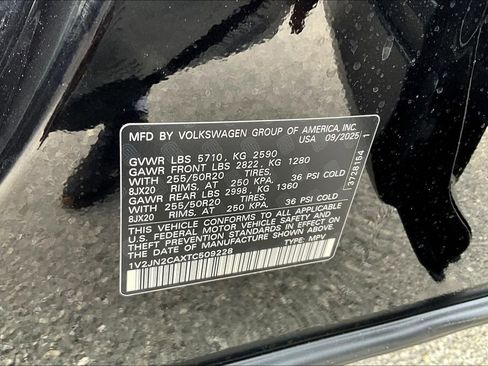 MFD BY VOLKSWAGEN GROUP OF AMERICA, INC.
USA 09/2025
GVWR LBS 5710, KG 2590
GAWR FRONT LBS 2822, KG 1280
WITH 255/50R20 TIRES,
8JX20 RIMS, AT 250 KPA. 36 PSI COLD
GAWR REAR LBS 2998, KG 1360
WITH 255/50R20 TIRES,
8JX20 RIMS, AT 250 KPA. 36 PSI COLD
THIS VEHICLE CONFORMS TO ALL APPLICABLE
U.S. FEDERAL MOTOR VEHICLE SAFETY AND
THEFT PREVENTION STANDARDS IN EFFECT ON
THE DATE OF MANUFACTURE SHOWN ABOVE.
1V2JN2CAXTC509228 TYPE: MPV
3728154 1